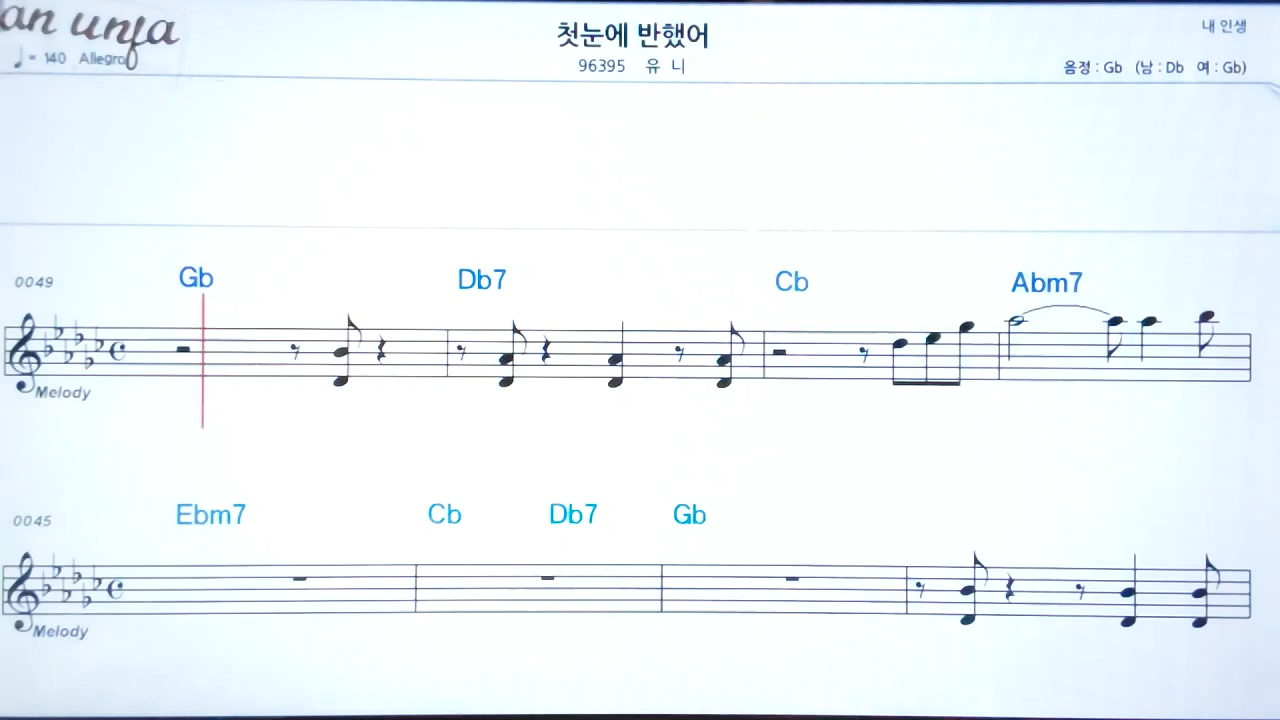 an unja
♩= 140 Allegro
첫눈에 반했어
96395 유 니
내 인생
음정 : Gb (남 : Db 여 : Gb)
0049 Gb Db7 Cb Abm7
Melody
0045 Ebm7 Cb Db7 Gb
Melody